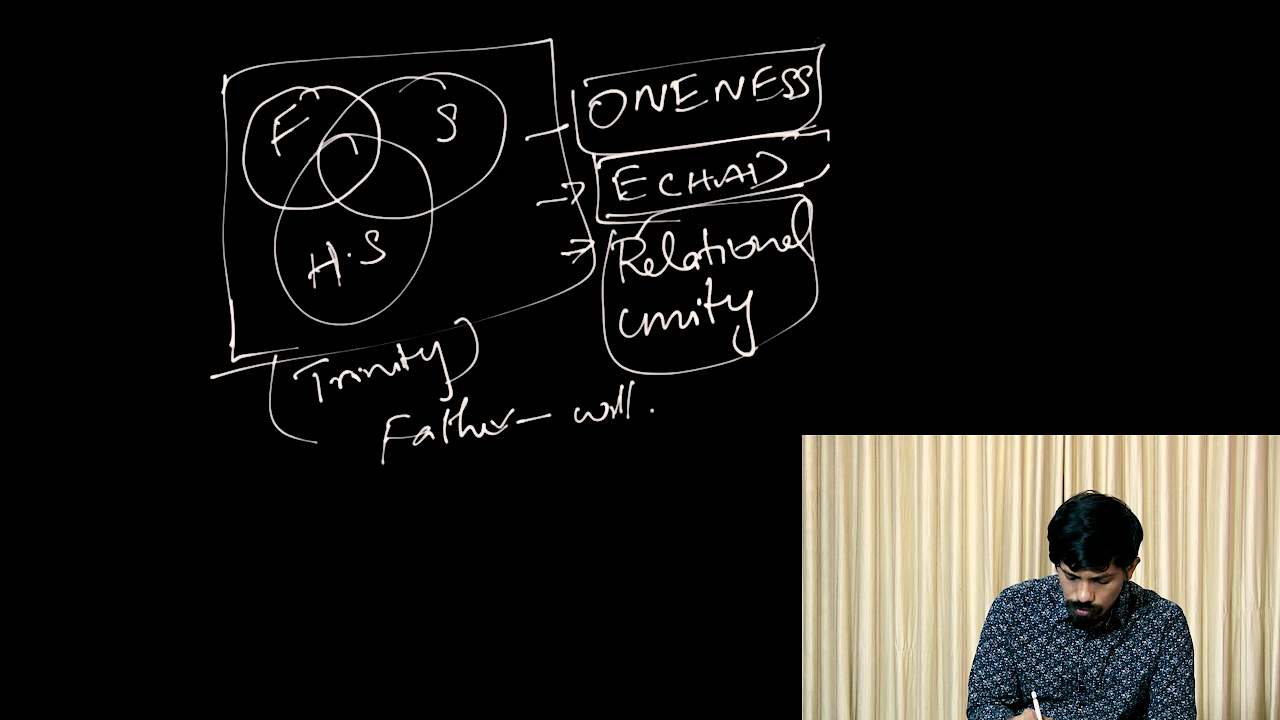 F
S
H.S
ONENESS
ECHAD
Relational
unity
Trinity
Father — will.